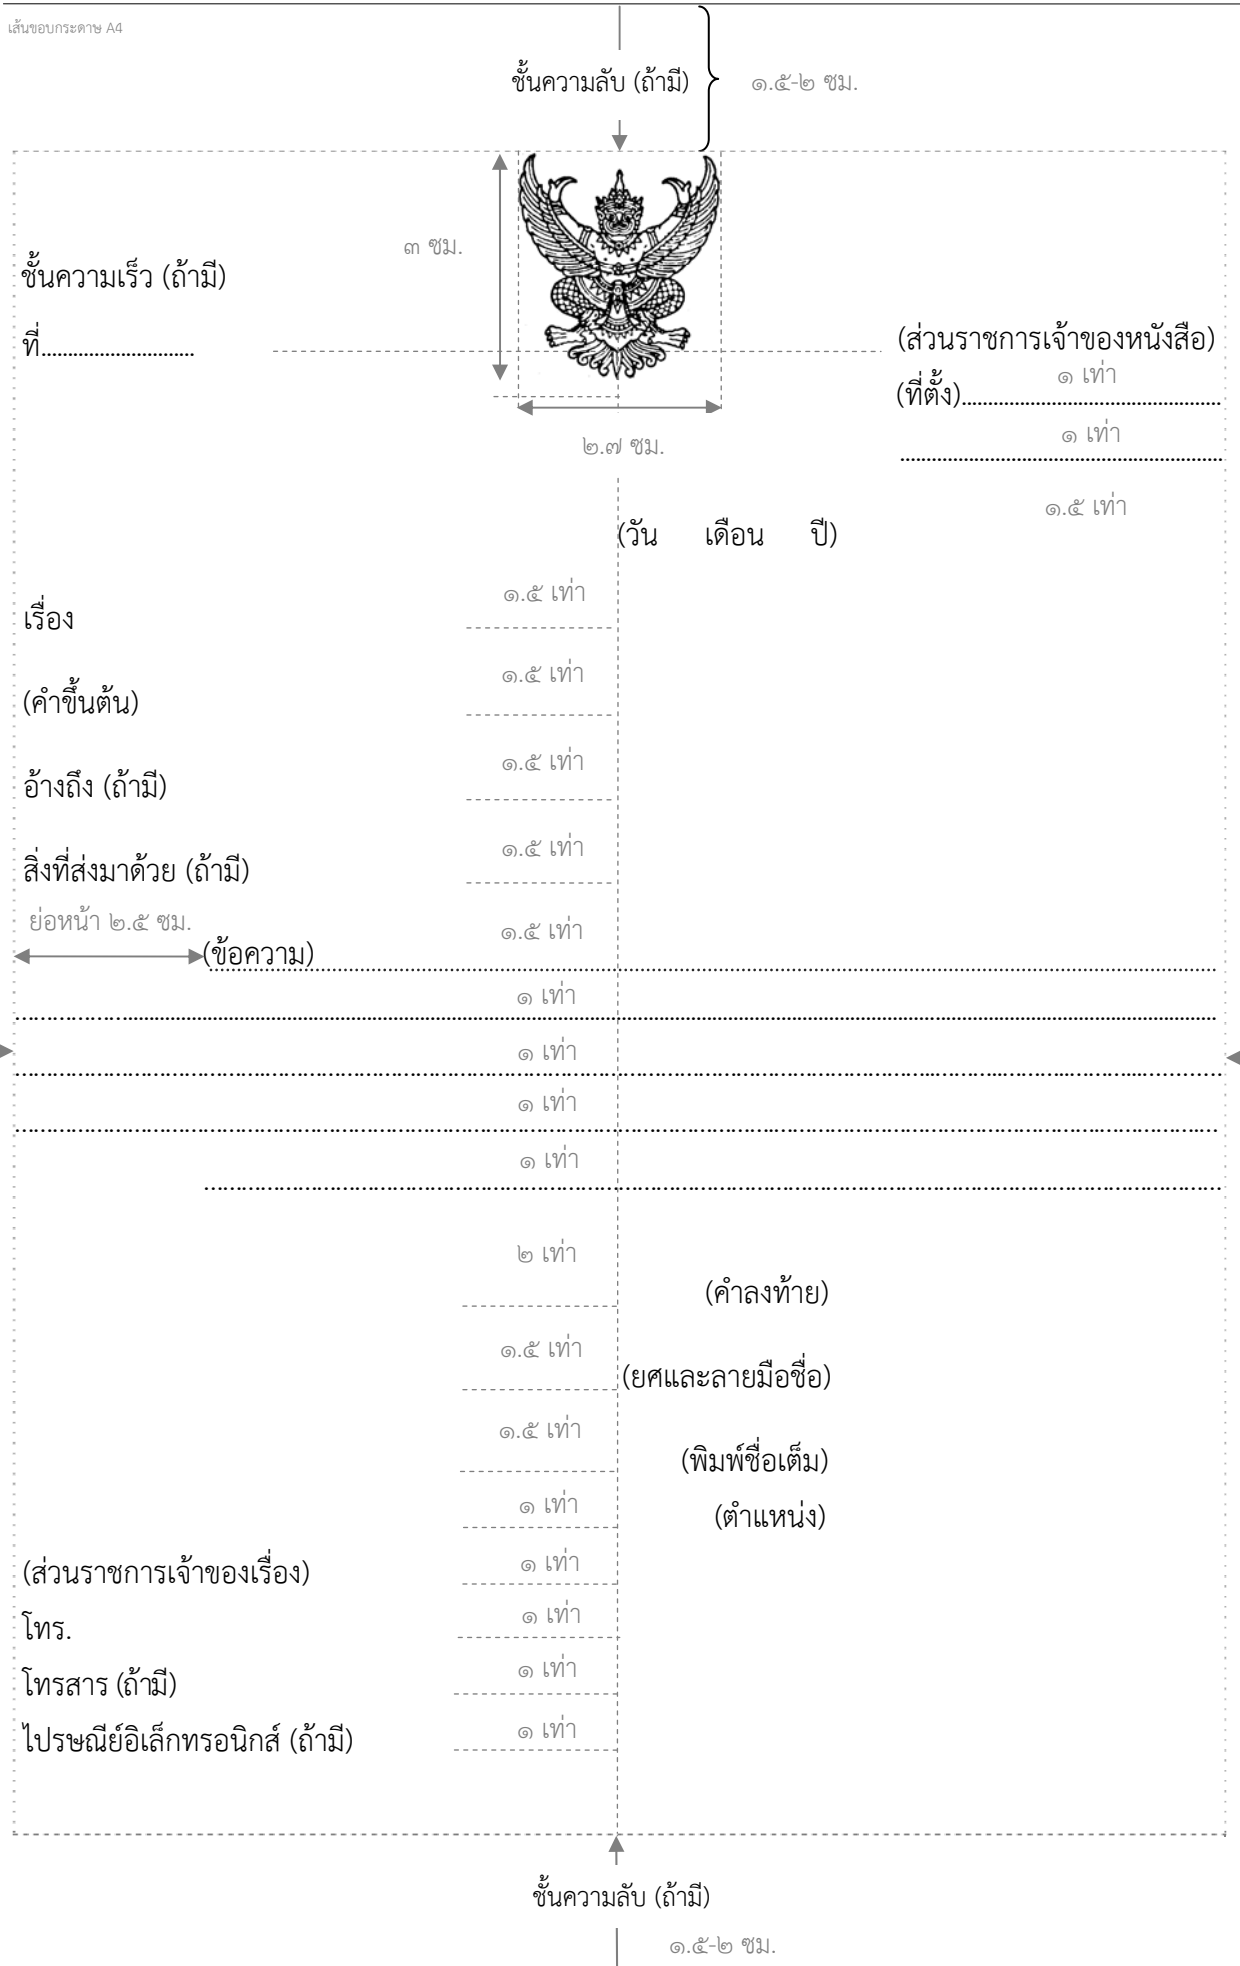 เส้นขอบกระดาษ A4
ชั้นความลับ (ถ้ามี)
๑.๕-๒ ซม.
๓ ซม.
ชั้นความเร็ว (ถ้ามี)
ที่...........................
(ส่วนราชการเจ้าของหนังสือ)
๑ เท่า
(ที่ตั้ง)..............................................
๑ เท่า
.........................................................
๒.๗ ซม.
๑.๕ เท่า
(วัน เดือน ปี)
๑.๕ เท่า
เรื่อง
๑.๕ เท่า
(คำขึ้นต้น)
๑.๕ เท่า
อ้างถึง (ถ้ามี)
๑.๕ เท่า
สิ่งที่ส่งมาด้วย (ถ้ามี)
ย่อหน้า ๒.๕ ซม.
๑.๕ เท่า
(ข้อความ)
๑ เท่า
๑ เท่า
๑ เท่า
๑ เท่า
๒ เท่า
(คำลงท้าย)
๑.๕ เท่า
(ยศและลายมือชื่อ)
๑.๕ เท่า
(พิมพ์ชื่อเต็ม)
๑ เท่า
(ตำแหน่ง)
๑ เท่า
(ส่วนราชการเจ้าของเรื่อง)
๑ เท่า
โทร.
๑ เท่า
โทรสาร (ถ้ามี)
๑ เท่า
ไปรษณีย์อิเล็กทรอนิกส์ (ถ้ามี)
ชั้นความลับ (ถ้ามี)
๑.๕-๒ ซม.